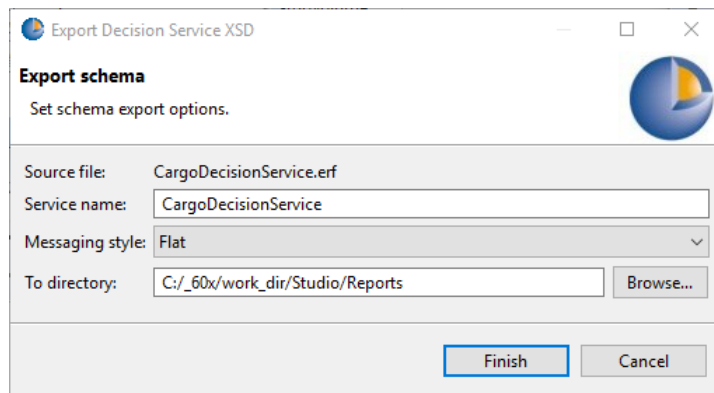 Export Decision Service XSD
Export schema
Set schema export options.
Source file: CargoDecisionService.erf
Service name: CargoDecisionService
Messaging style: Flat
To directory: C:/_60x/work_dir/Studio/Reports Browse...
Finish Cancel